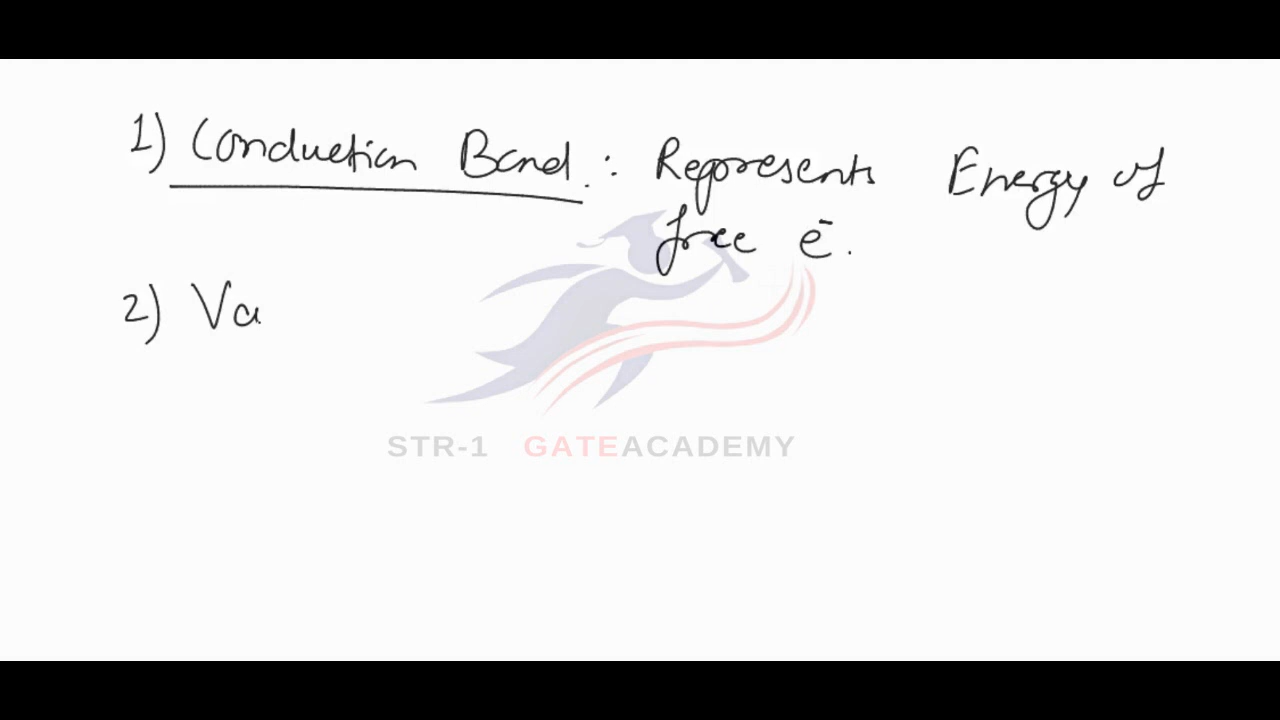 1) Conduction Band : Represents Energy of
free e⁻.
2) Va
STR-1 GATEACADEMY